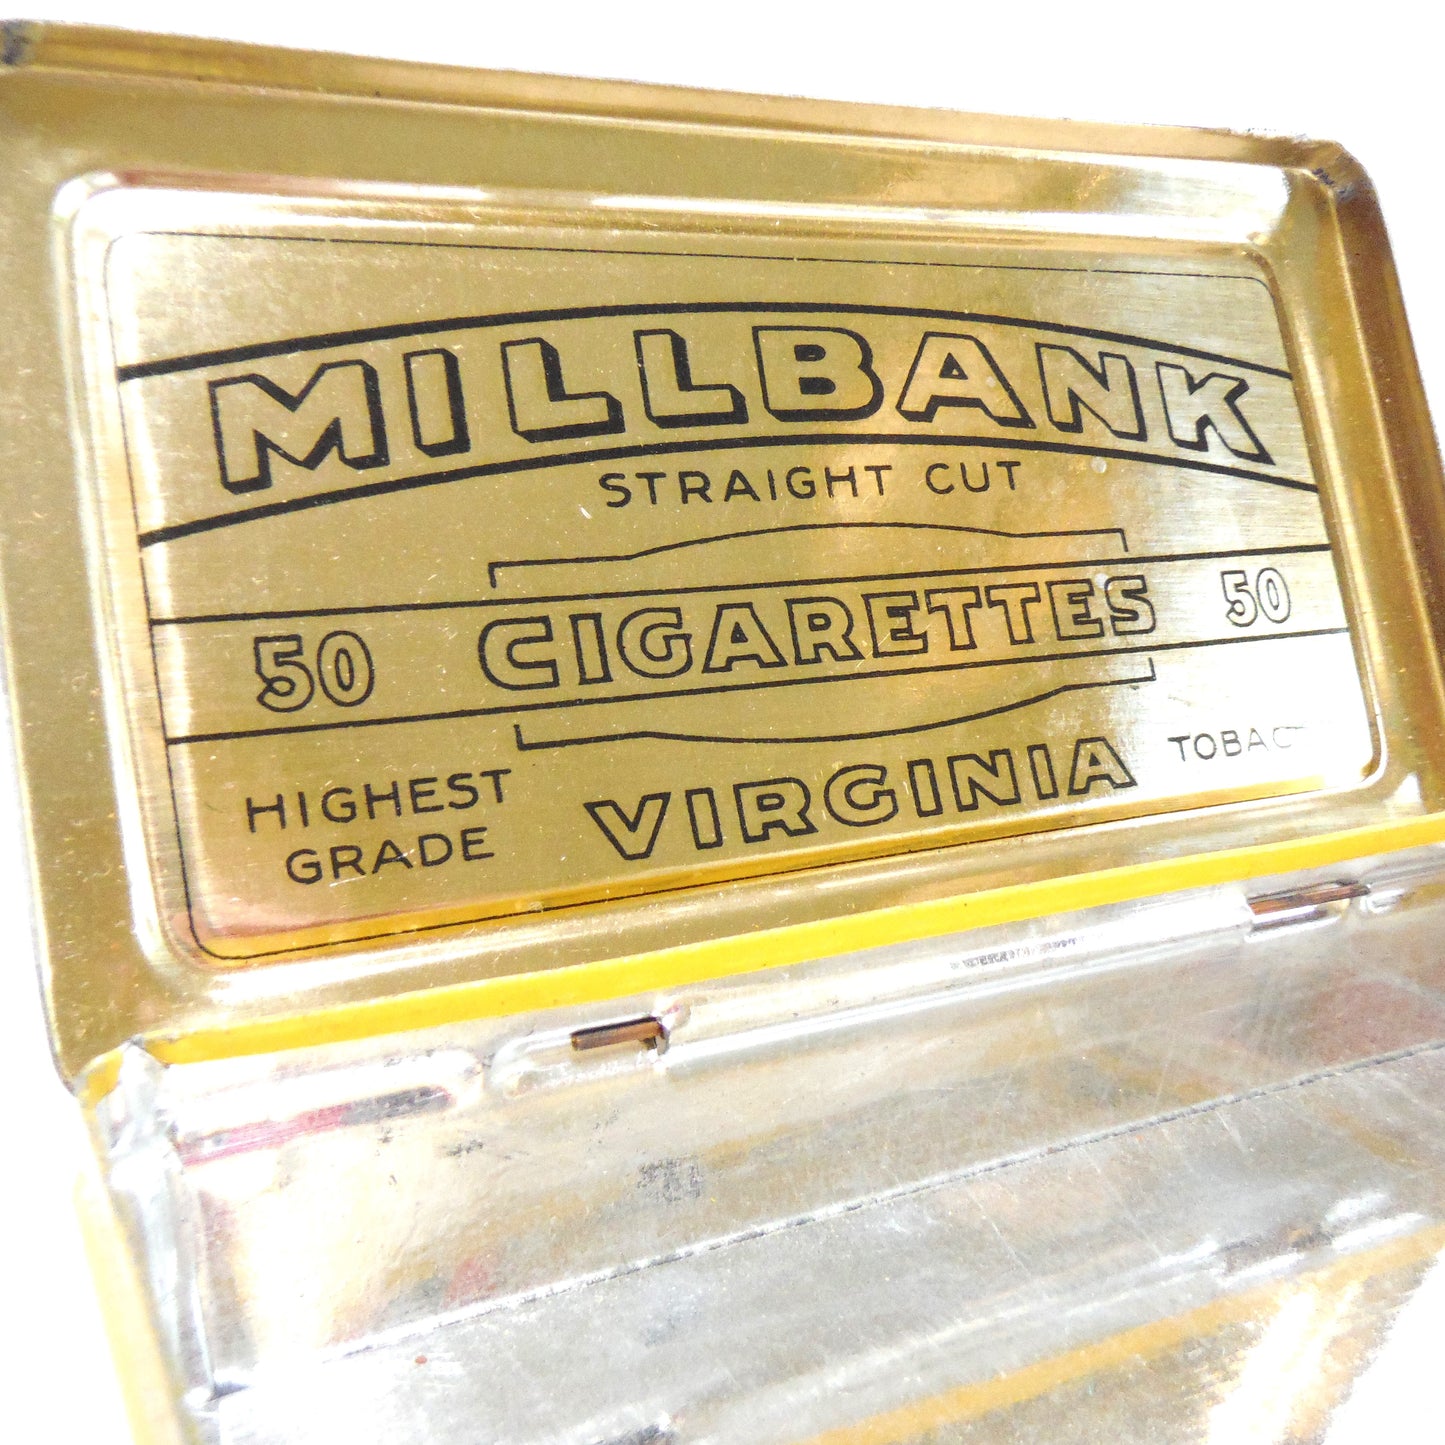 MILLBANK
STRAIGHT CUT
50 CIGARETTES 50
HIGHEST
GRADE
VIRGINIA